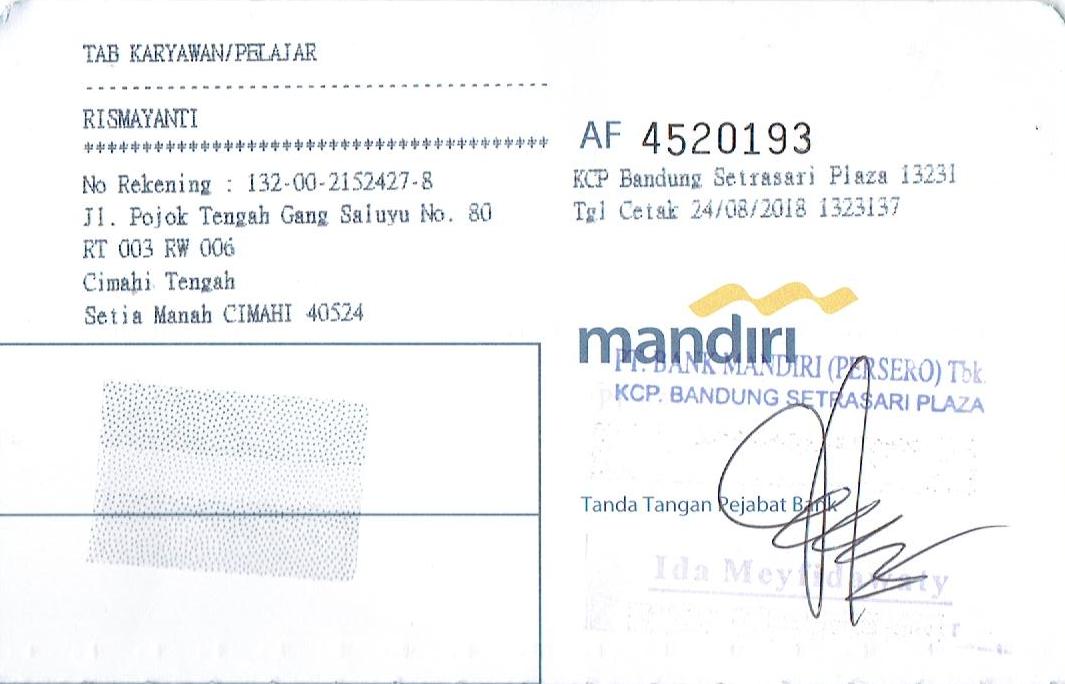 TAB KARYAWAN/PELAJAR
---------------------------------------
RISMAYANTI
****************************************
No Rekening : 132-00-2152427-8
Jl. Pojok Tengah Gang Saluyu No. 80
RT 003 RW 006
Cimahi Tengah
Setia Manah CIMAHI 40524
AF 4520193
KCP Bandung Setrasari Plaza 13231
Tgl Cetak 24/08/2018 1323137
mandiri
PT. BANK MANDIRI (PERSERO) Tbk.
KCP. BANDUNG SETRASARI PLAZA
Tanda Tangan Pejabat Bank
Ida Meyfidawaty